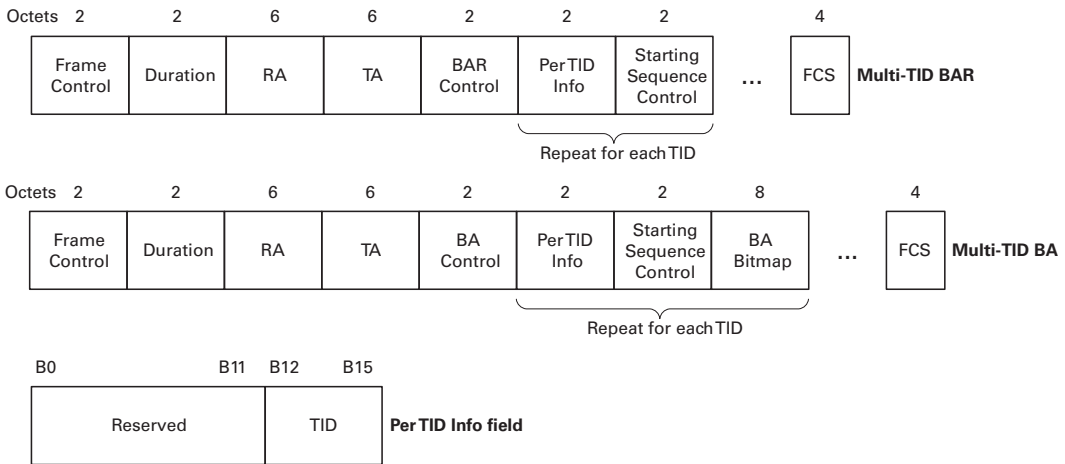 Octets 2 2 6 6 2 2 2 4
Frame Control Duration RA TA BAR Control Per TID Info Starting Sequence Control ... FCS Multi-TID BAR
Repeat for each TID
Octets 2 2 6 6 2 2 2 8 4
Frame Control Duration RA TA BA Control Per TID Info Starting Sequence Control BA Bitmap ... FCS Multi-TID BA
Repeat for each TID
B0 B11 B12 B15
Reserved TID Per TID Info field